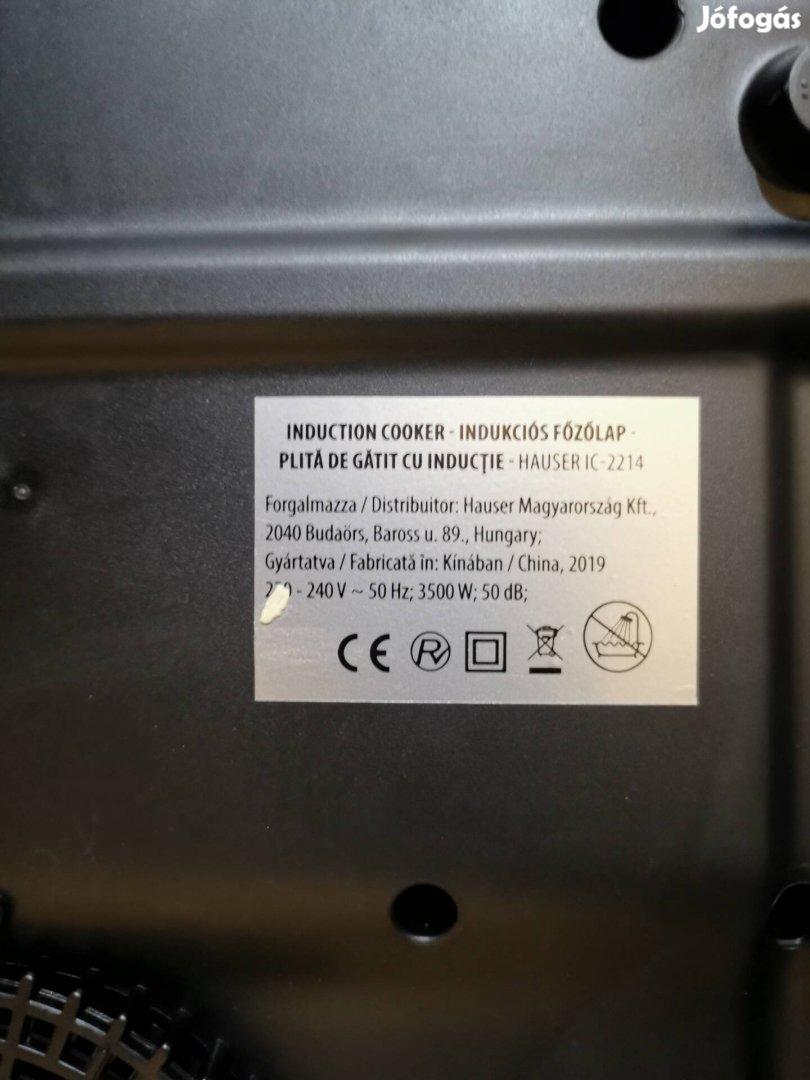 Jófogás
INDUCTION COOKER - INDUKCIÓS FŐZŐLAP -
PLITĂ DE GĂTIT CU INDUCŢIE - HAUSER IC-2214
Forgalmazza / Distribuitor: Hauser Magyarország Kft.,
2040 Budaörs, Baross u. 89., Hungary;
Gyártatva / Fabricată în: Kínában / China, 2019
- 240 V ~ 50 Hz; 3500 W; 50 dB;
CE